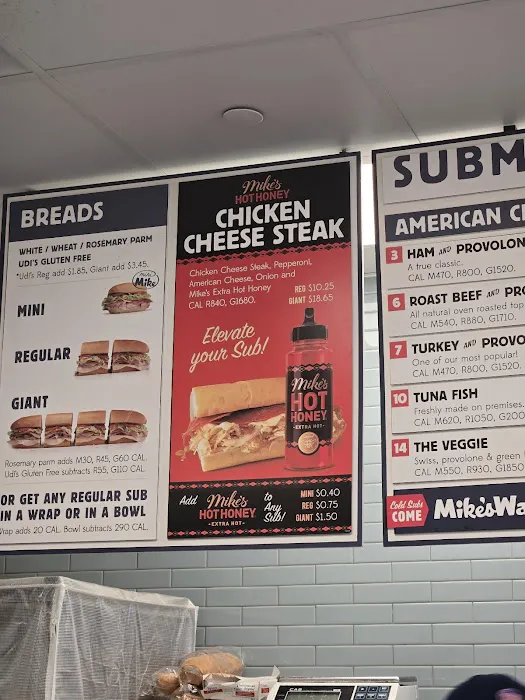 BREADS
WHITE / WHEAT / ROSEMARY PARM
UDI'S GLUTEN FREE
*Udi's Reg add $1.85, Giant add $3.45.
Mike
MINI
REGULAR
GIANT
Rosemary parm adds M30, R45, G60 CAL.
Udi's Gluten Free subtracts R55, G110 CAL.
OR GET ANY REGULAR SUB
IN A WRAP OR IN A BOWL
Wrap adds 20 CAL. Bowl subtracts 290 CAL.
Mike's
HOT HONEY
CHICKEN
CHEESE STEAK
Chicken Cheese Steak, Pepperoni,
American Cheese, Onion and
Mike's Extra Hot Honey
CAL R840, G1680.
REG $10.25
GIANT $18.65
Elevate
your Sub!
Mike's
HOT
HONEY
EXTRA HOT
Add Mike's HOT HONEY -EXTRA HOT- to Any Sub!
MINI $0.40
REG $0.75
GIANT $1.50
SUBM
AMERICAN C
3 HAM AND PROVOLON
A true classic.
CAL M470, R800, G1520.
6 ROAST BEEF AND PRO
All natural oven roasted top
CAL M540, R880, G1710.
7 TURKEY AND PROVO
One of our most popular!
CAL M470, R800, G1520.
10 TUNA FISH
Freshly made on premises.
CAL M620, R1050, G200
14 THE VEGGIE
Swiss, provolone & green
CAL M550, R930, G1850
Cold Subs
COME
Mike's Wa